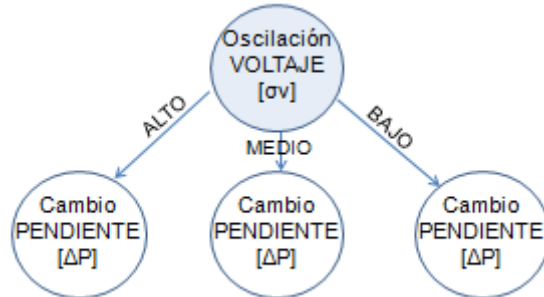 Oscilación
VOLTAJE
[σv]
ALTO
MEDIO
BAJO
Cambio
PENDIENTE
[ΔP]
Cambio
PENDIENTE
[ΔP]
Cambio
PENDIENTE
[ΔP]